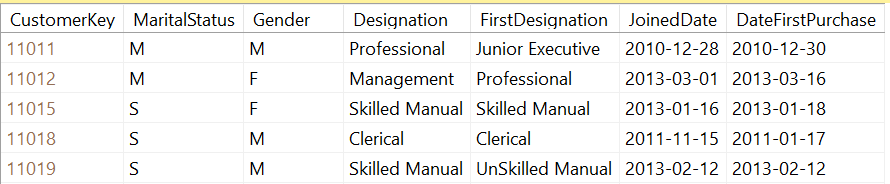 CustomerKey MaritalStatus Gender Designation FirstDesignation JoinedDate DateFirstPurchase
11011 M M Professional Junior Executive 2010-12-28 2010-12-30
11012 M F Management Professional 2013-03-01 2013-03-16
11015 S F Skilled Manual Skilled Manual 2013-01-16 2013-01-18
11018 S M Clerical Clerical 2011-11-15 2011-01-17
11019 S M Skilled Manual UnSkilled Manual 2013-02-12 2013-02-12